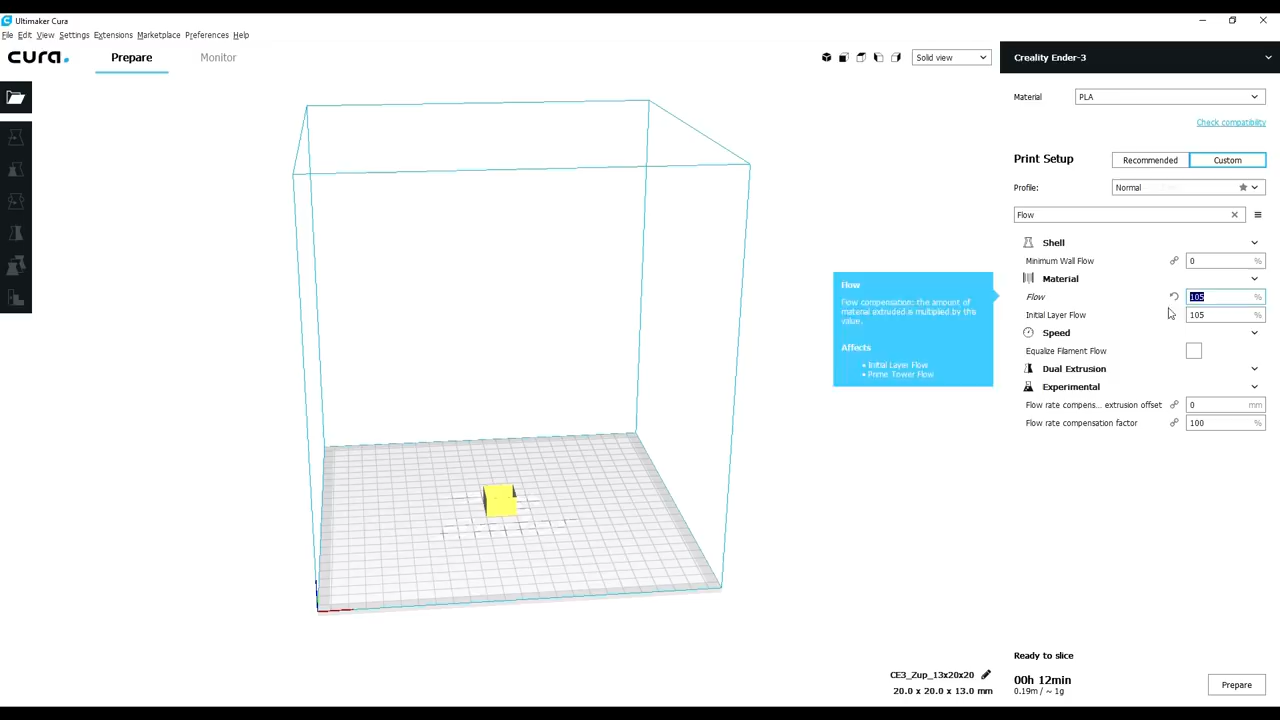 Ultimaker Cura
File Edit View Settings Extensions Marketplace Preferences Help
cura.
Prepare
Monitor
Solid view
Creality Ender-3
Material
PLA
Check compatibility
Print Setup
Recommended
Custom
Profile:
Normal
Flow
Shell
Minimum Wall Flow
0
%
Material
Flow
105
%
Initial Layer Flow
105
%
Speed
Equalize Filament Flow
Dual Extrusion
Experimental
Flow rate compens... extrusion offset
0
mm
Flow rate compensation factor
100
%
Flow
Flow compensation: the amount of
material extruded is multiplied by this
value.
Affects
• Initial Layer Flow
• Prime Tower Flow
CE3_Zup_13x20x20
20.0 x 20.0 x 13.0 mm
Ready to slice
00h 12min
0.19m / ~ 1g
Prepare